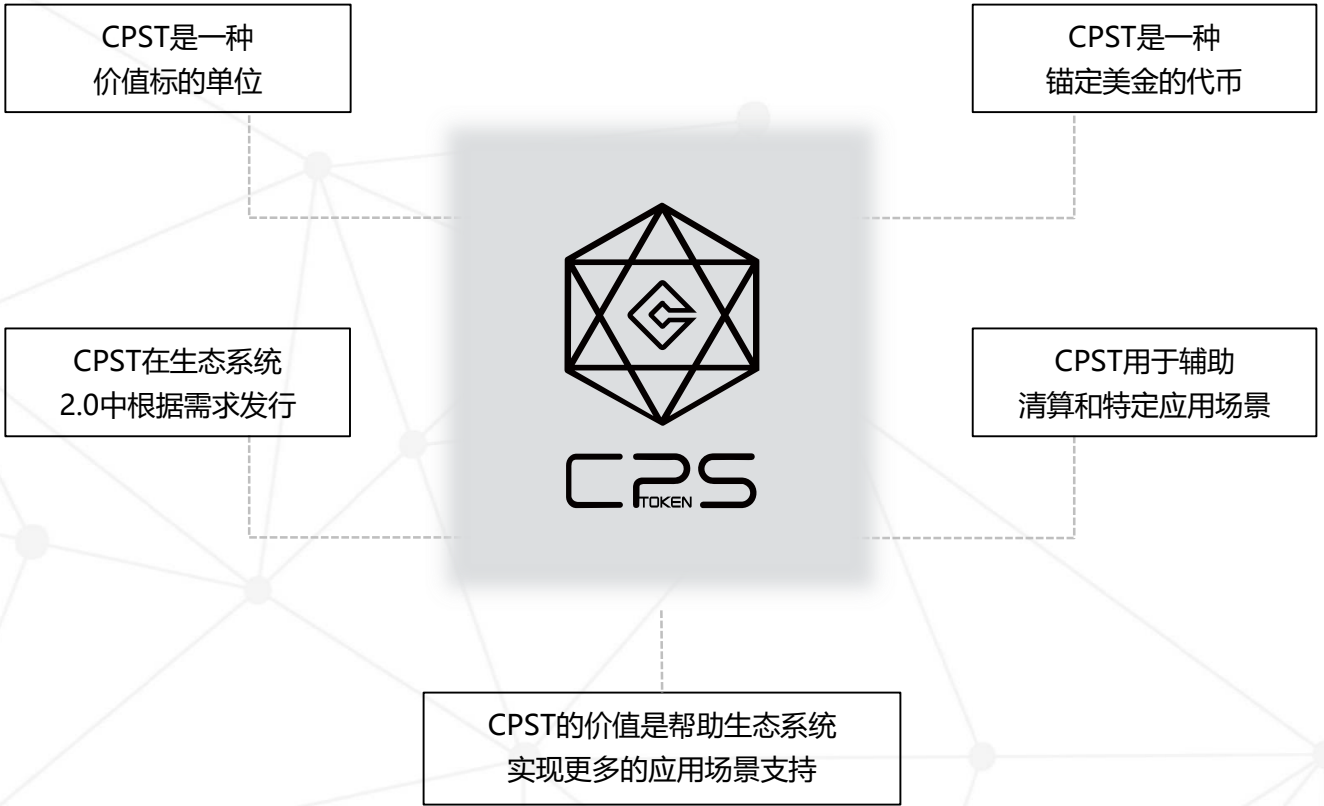 CPST是一种
价值标的单位
CPST是一种
锚定美金的代币
CPST在生态系统
2.0中根据需求发行
CPST用于辅助
清算和特定应用场景
CPS
TOKEN
CPST的价值是帮助生态系统
实现更多的应用场景支持